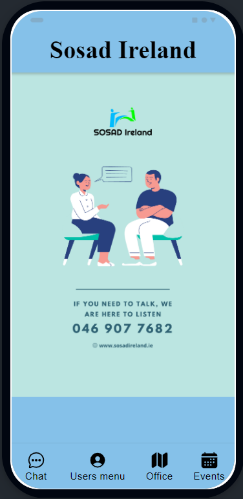 Sosad Ireland
SOSAD Ireland
IF YOU NEED TO TALK, WE
ARE HERE TO LISTEN
046 907 7682
www.sosadireland.ie
Chat
Users menu
Office
Events